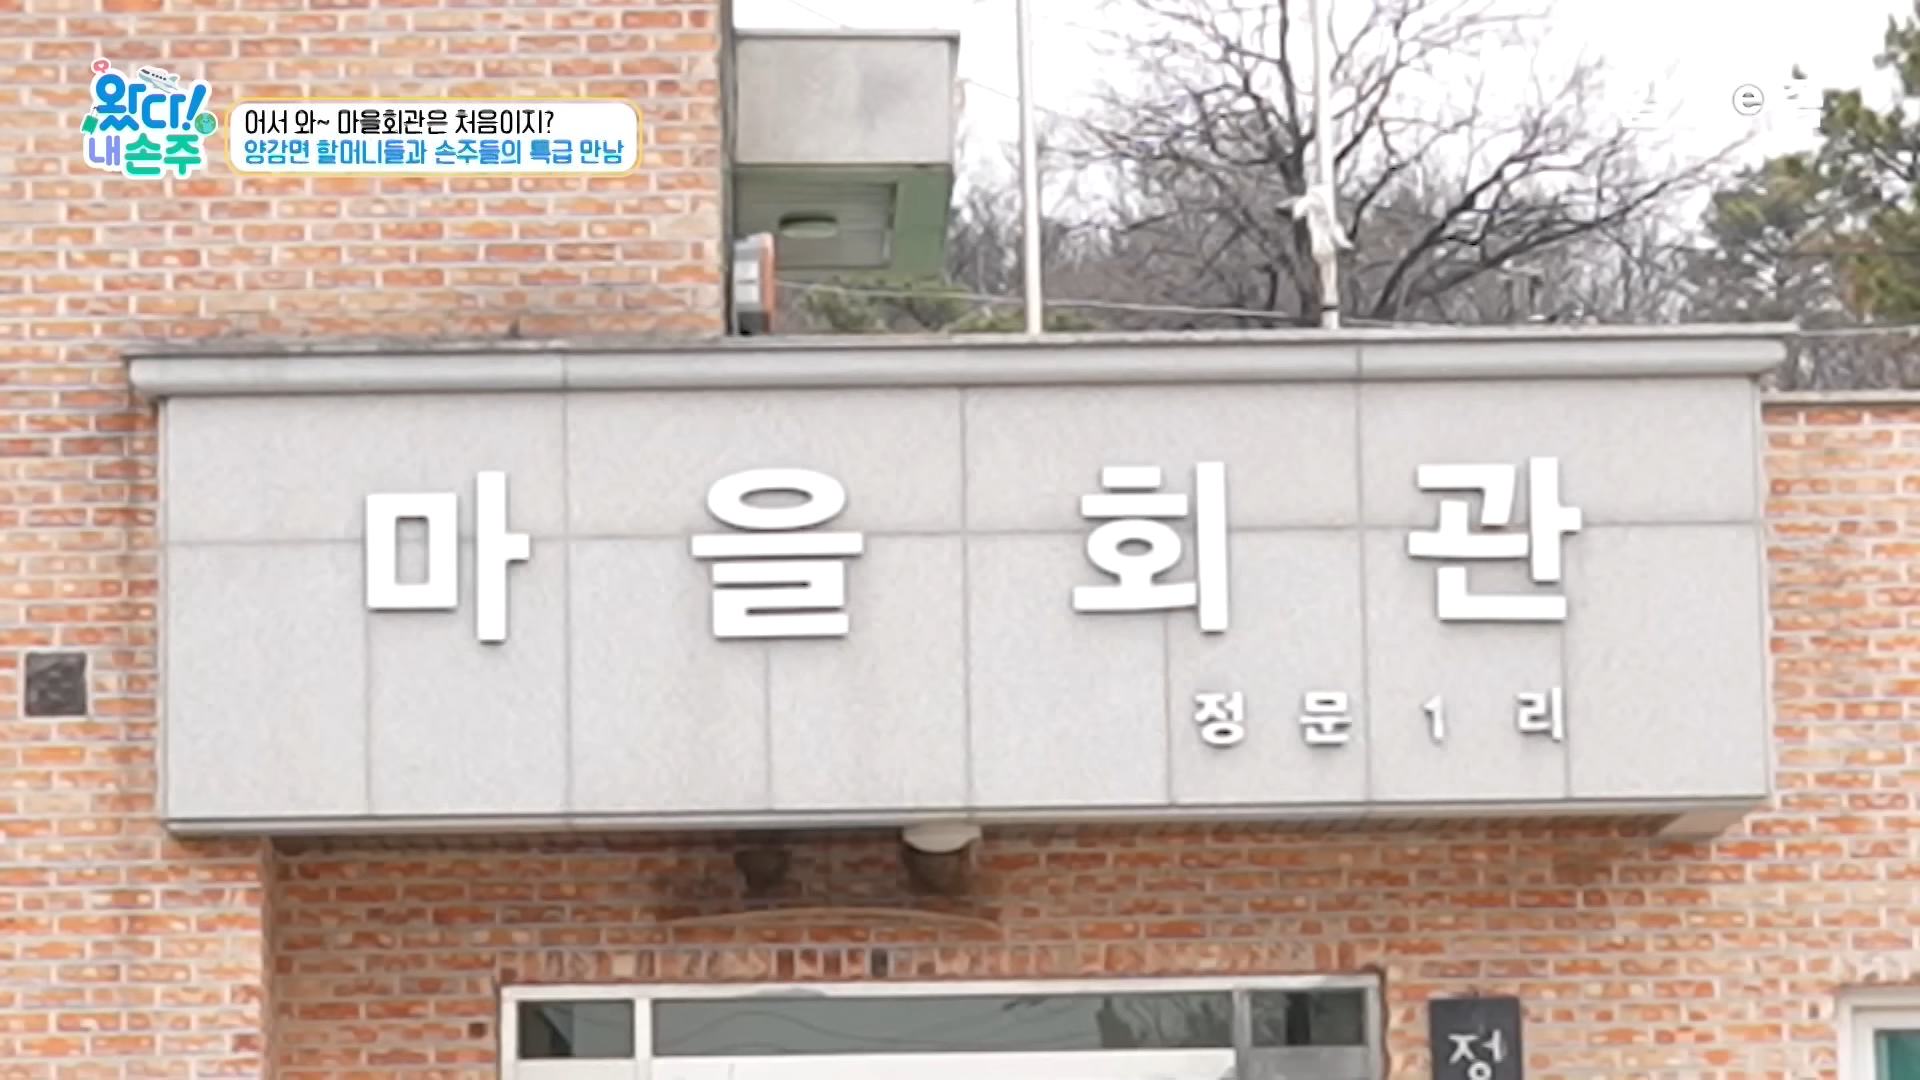 왔다!
내손주
어서 와~ 마을회관은 처음이지?
양감면 할머니들과 손주들의 특급 만남
마을회관
정문1리
정